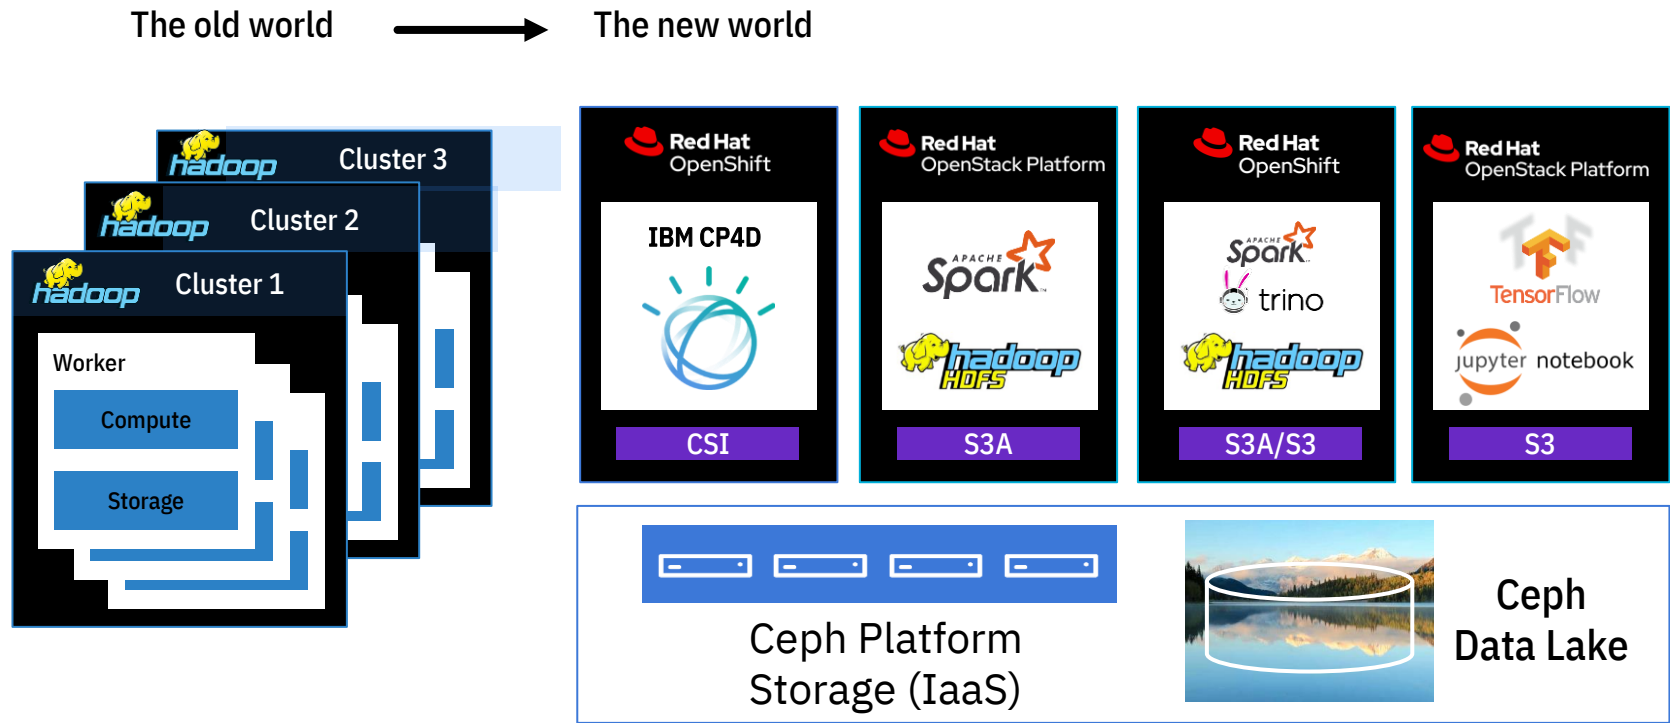 The old world
The new world
hadoop
Cluster 3
hadoop
Cluster 2
hadoop
Cluster 1
Worker
Compute
Storage
Red Hat
OpenShift
IBM CP4D
CSI
Red Hat
OpenStack Platform
APACHE
Spark
hadoop
HDFS
S3A
Red Hat
OpenShift
APACHE
Spark
trino
hadoop
HDFS
S3A/S3
Red Hat
OpenStack Platform
TensorFlow
jupyter notebook
S3
Ceph Platform
Storage (IaaS)
Ceph
Data Lake